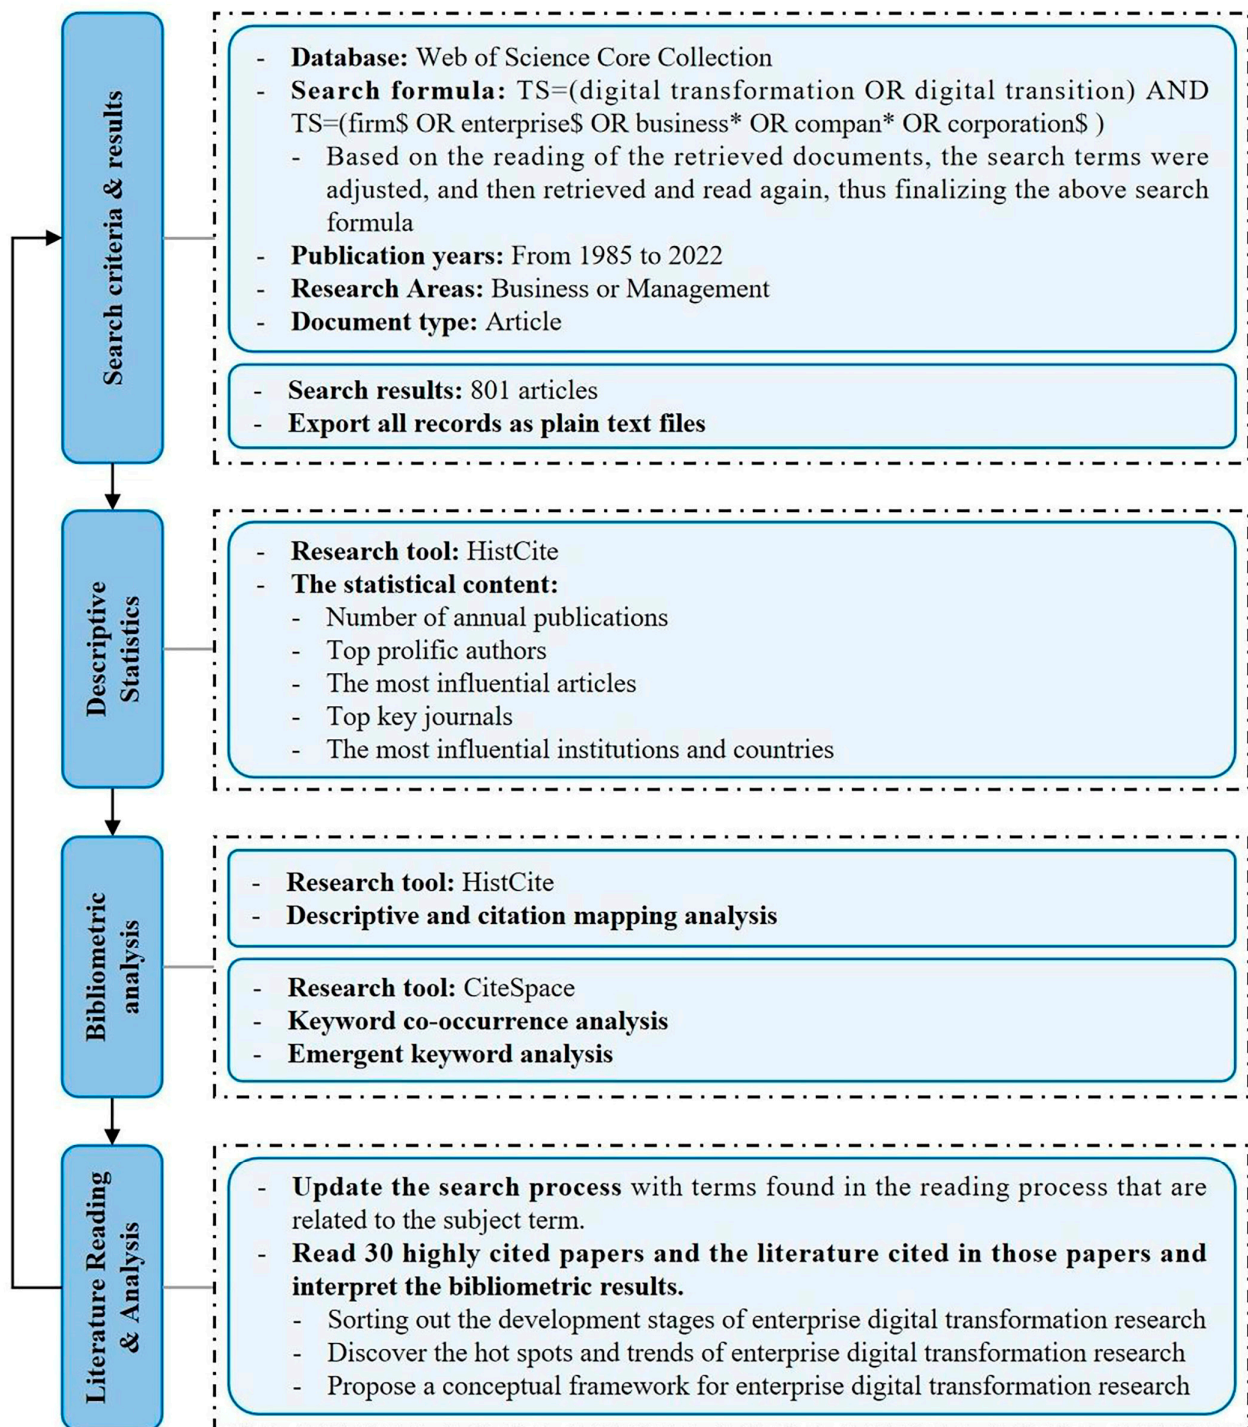 Search criteria & results
- Database: Web of Science Core Collection
- Search formula: TS=(digital transformation OR digital transition) AND
TS=(firm$ OR enterprise$ OR business* OR compan* OR corporation$ )
- Based on the reading of the retrieved documents, the search terms were
adjusted, and then retrieved and read again, thus finalizing the above search
formula
- Publication years: From 1985 to 2022
- Research Areas: Business or Management
- Document type: Article
- Search results: 801 articles
- Export all records as plain text files
Descriptive
Statistics
- Research tool: HistCite
- The statistical content:
- Number of annual publications
- Top prolific authors
- The most influential articles
- Top key journals
- The most influential institutions and countries
Bibliometric
analysis
- Research tool: HistCite
- Descriptive and citation mapping analysis
- Research tool: CiteSpace
- Keyword co-occurrence analysis
- Emergent keyword analysis
Literature Reading
& Analysis
- Update the search process with terms found in the reading process that are
related to the subject term.
- Read 30 highly cited papers and the literature cited in those papers and
interpret the bibliometric results.
- Sorting out the development stages of enterprise digital transformation research
- Discover the hot spots and trends of enterprise digital transformation research
- Propose a conceptual framework for enterprise digital transformation research